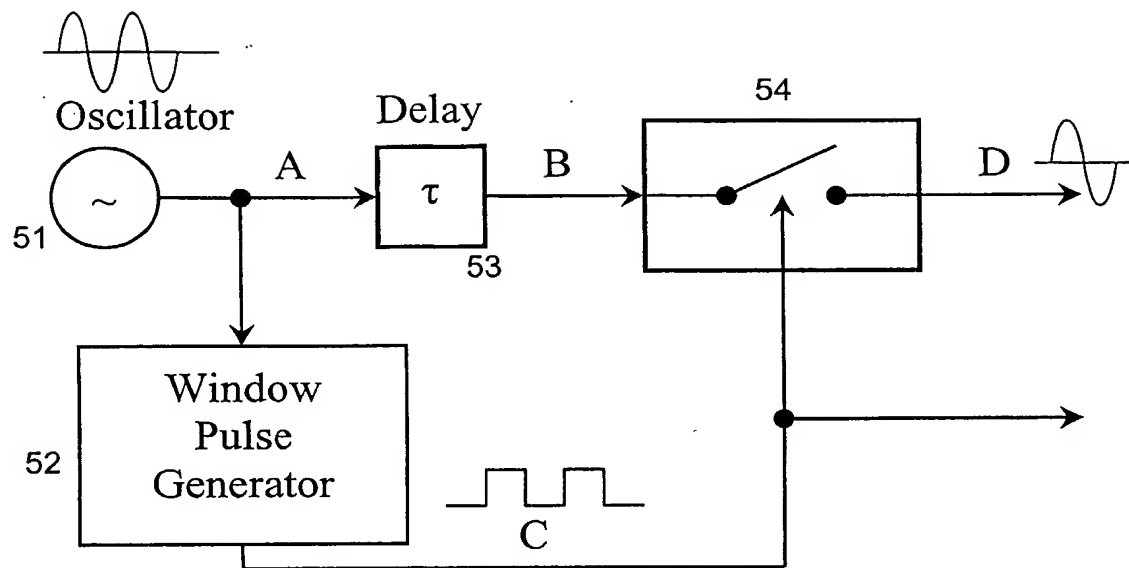 Oscillator
Delay
54
A
B
D
~
τ
51
53
Window
Pulse
Generator
52
C